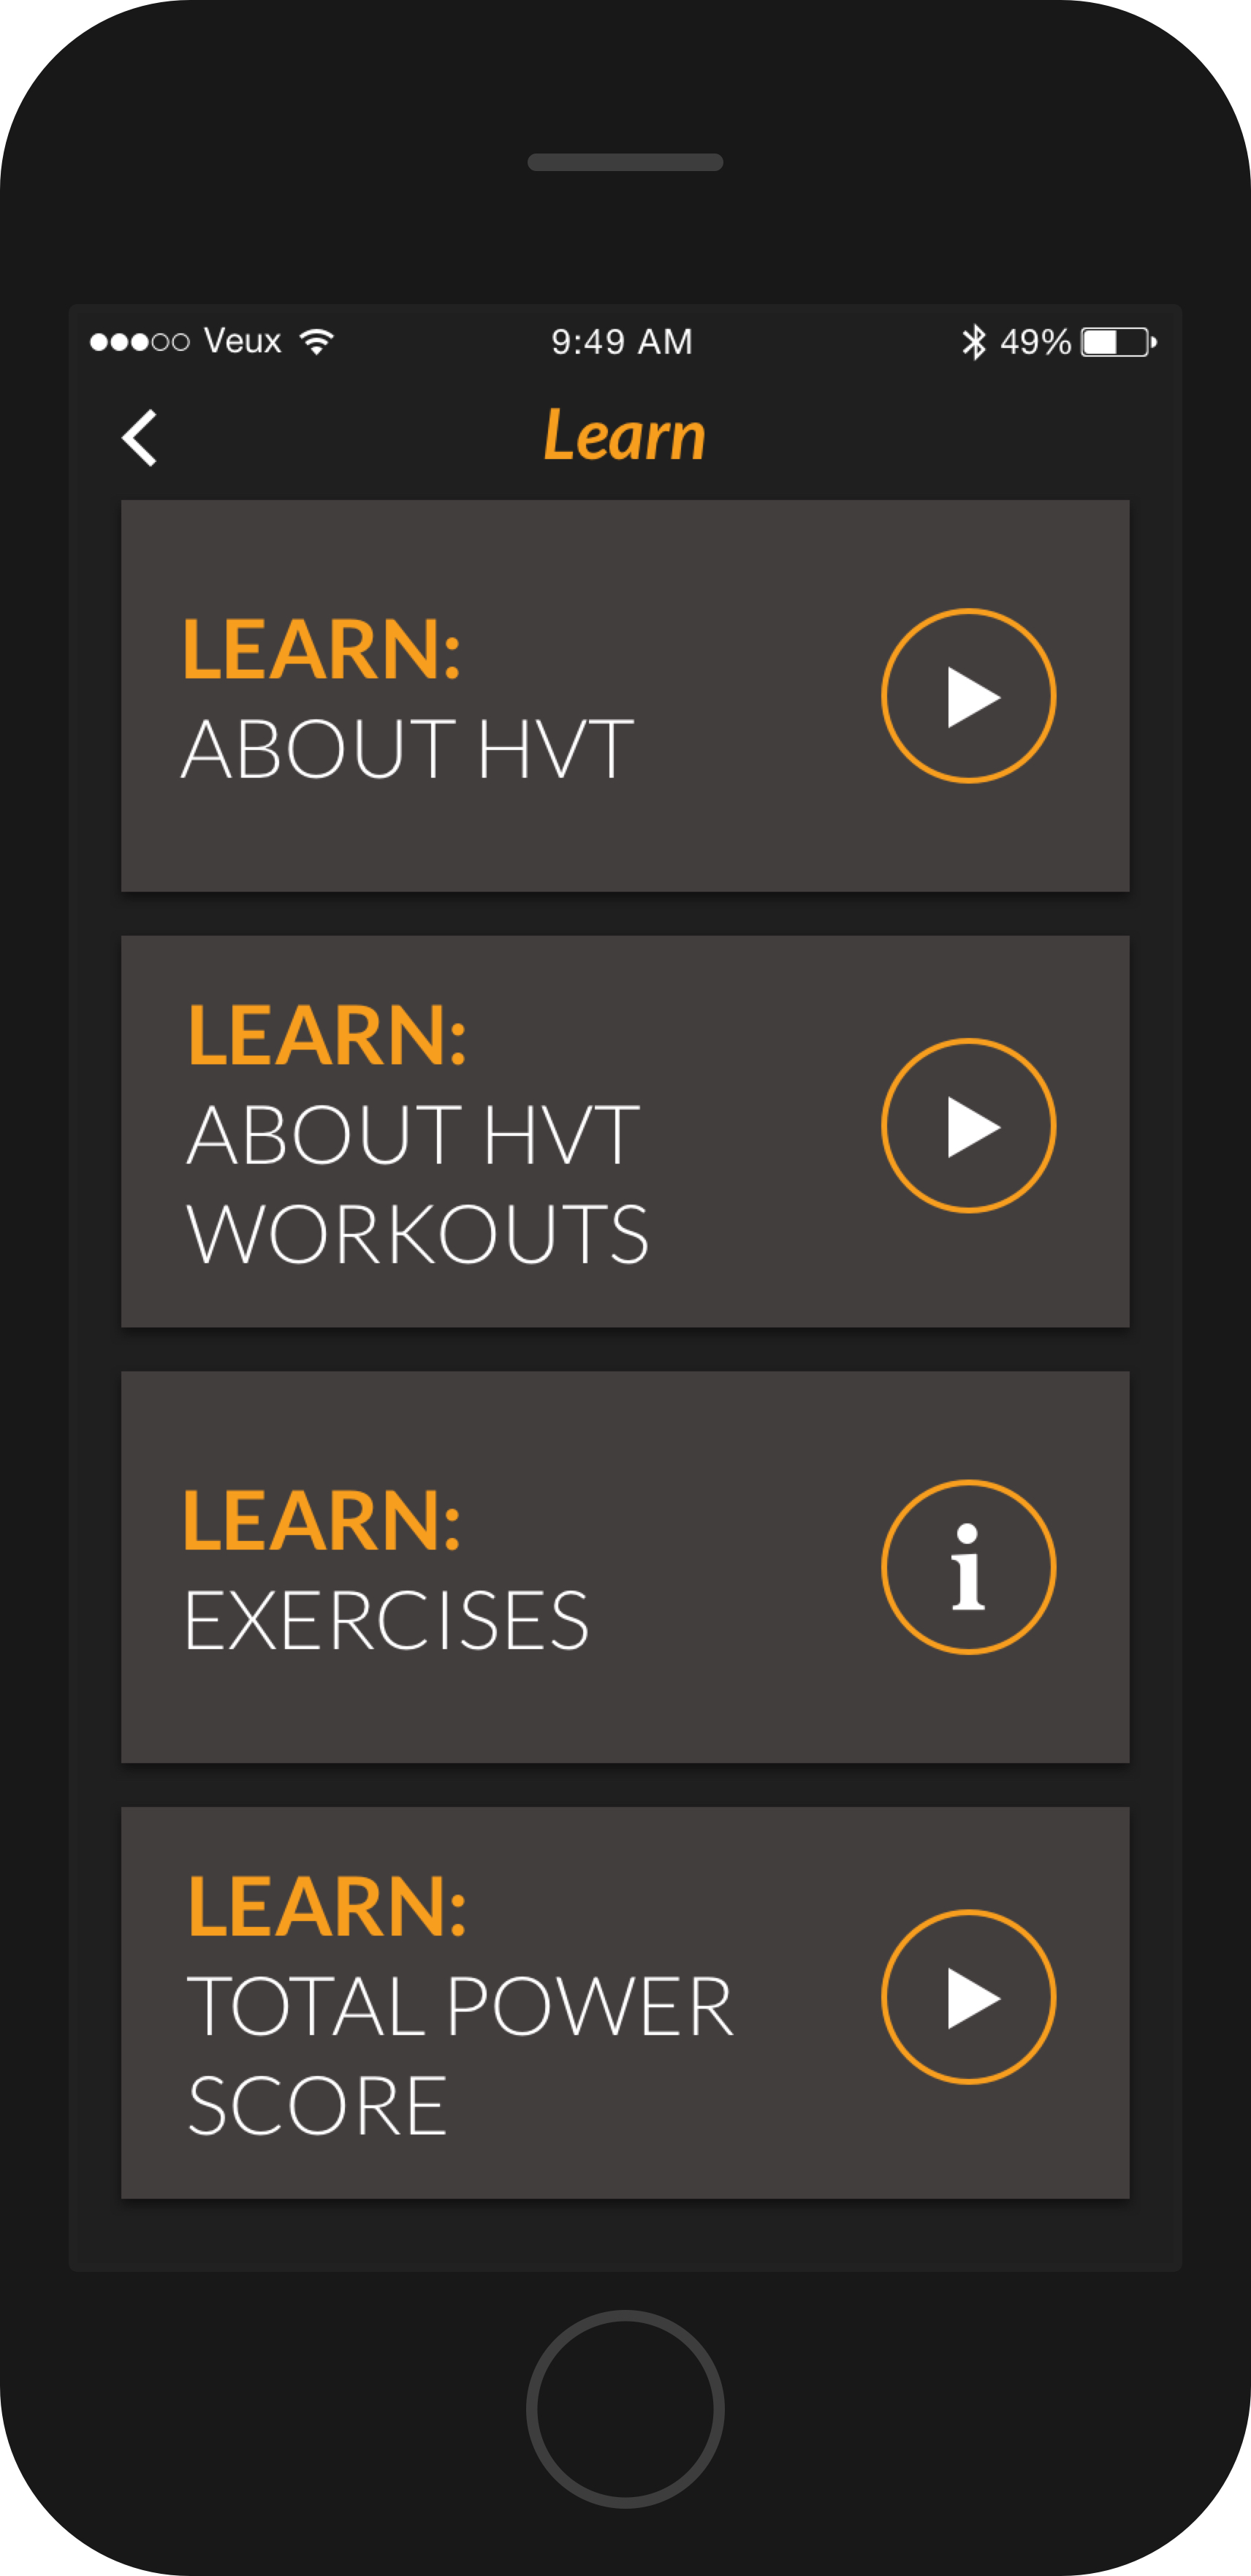 Veux 9:49 AM 49%
Learn
LEARN:
ABOUT HVT
LEARN:
ABOUT HVT
WORKOUTS
LEARN:
EXERCISES
i
LEARN:
TOTAL POWER
SCORE